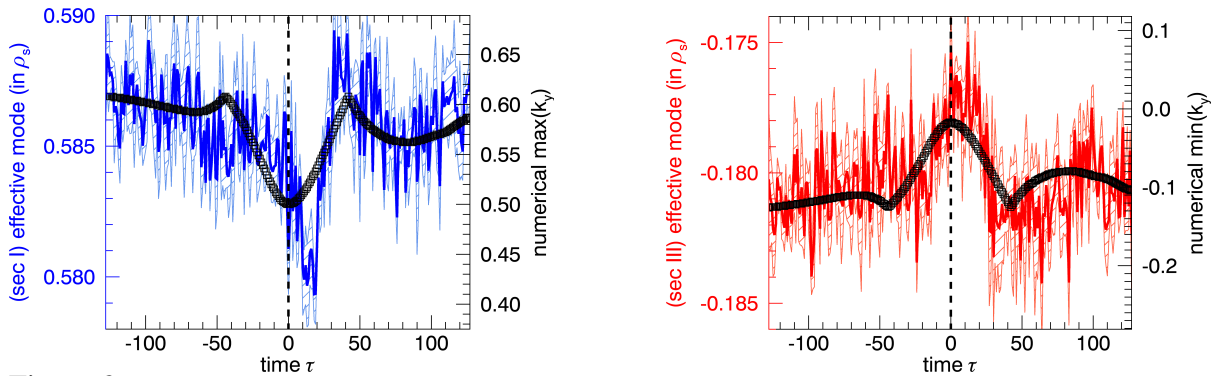 0.590
0.585
0.580
(sec I) effective mode (in ρs)
0.65
0.60
0.55
0.50
0.45
0.40
numerical max(ky)
-100 -50 0 50 100
time τ
-0.175
-0.180
-0.185
(sec III) effective mode (in ρs)
0.1
0.0
-0.1
-0.2
numerical min(ky)
-100 -50 0 50 100
time τ